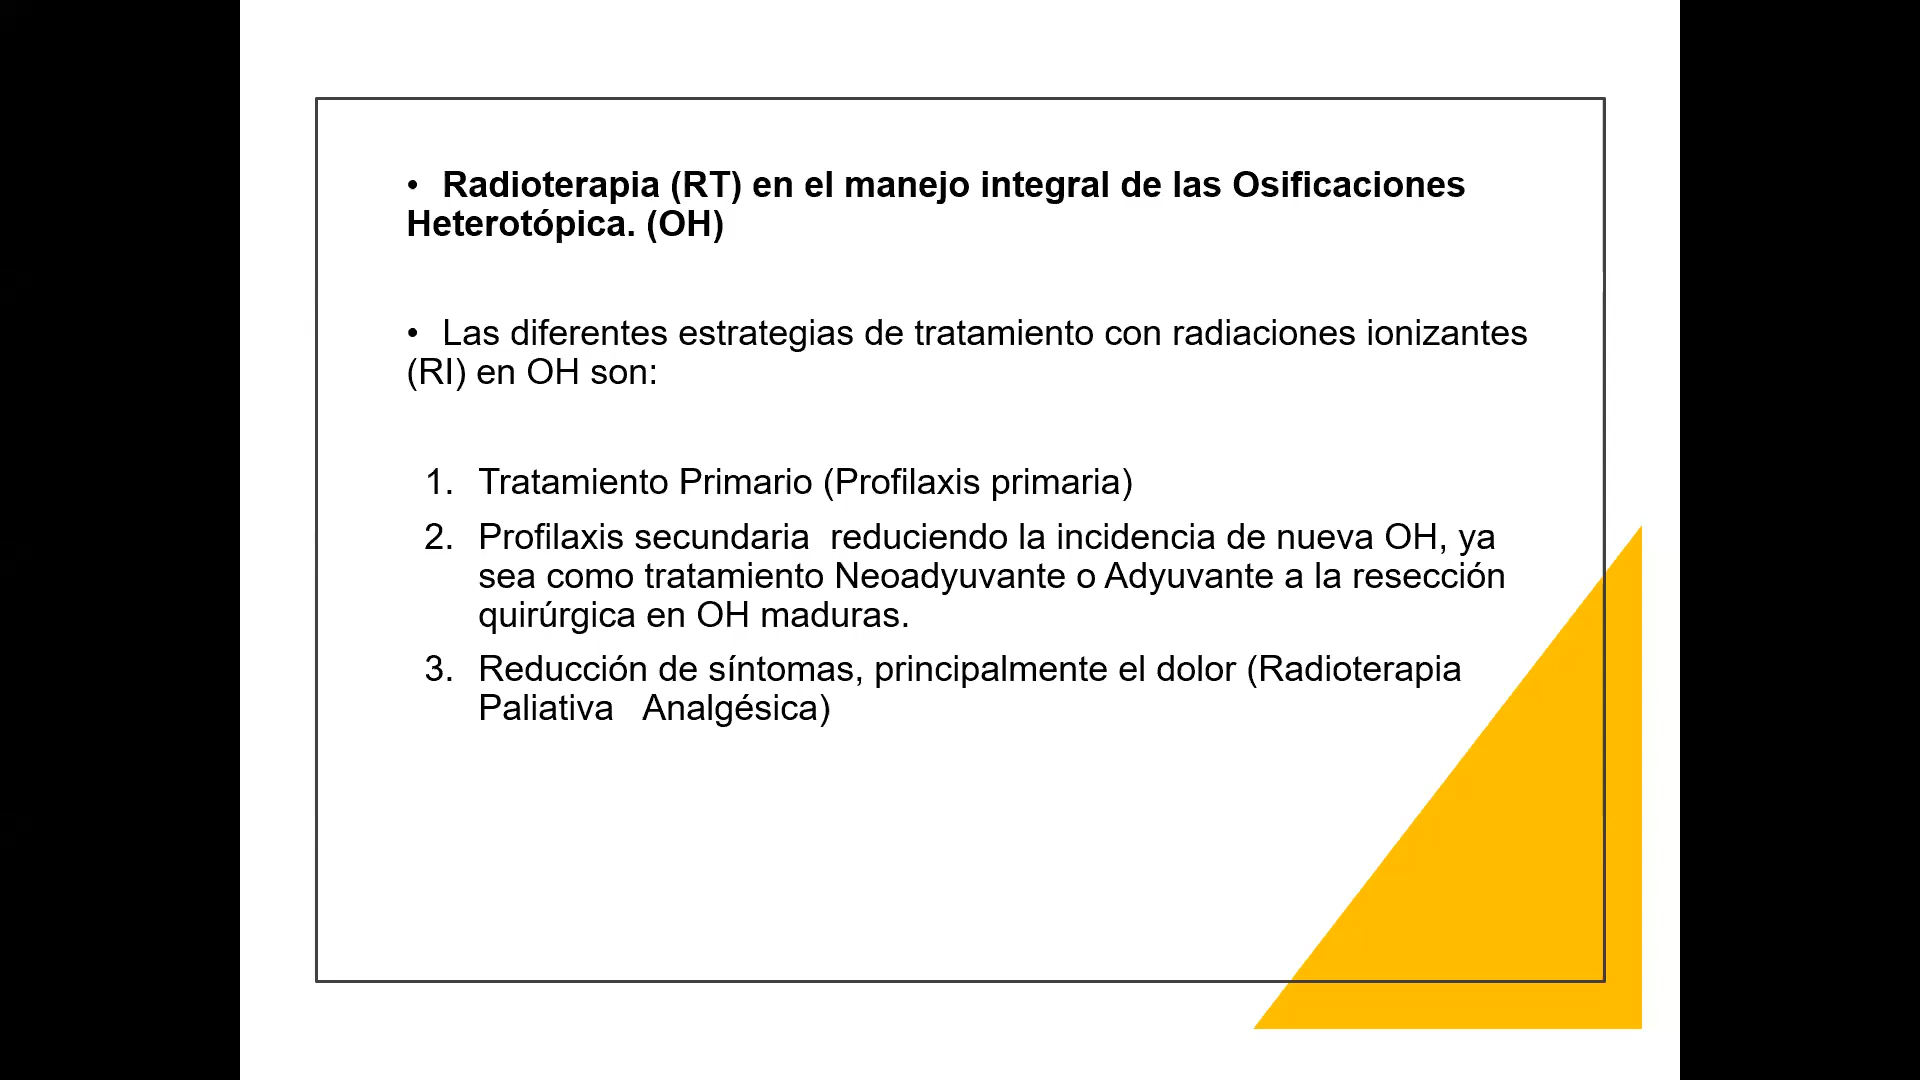 • Radioterapia (RT) en el manejo integral de las Osificaciones
Heterotópica. (OH)
• Las diferentes estrategias de tratamiento con radiaciones ionizantes
(RI) en OH son:
1. Tratamiento Primario (Profilaxis primaria)
2. Profilaxis secundaria  reduciendo la incidencia de nueva OH, ya
sea como tratamiento Neoadyuvante o Adyuvante a la resección
quirúrgica en OH maduras.
3. Reducción de síntomas, principalmente el dolor (Radioterapia
Paliativa   Analgésica)